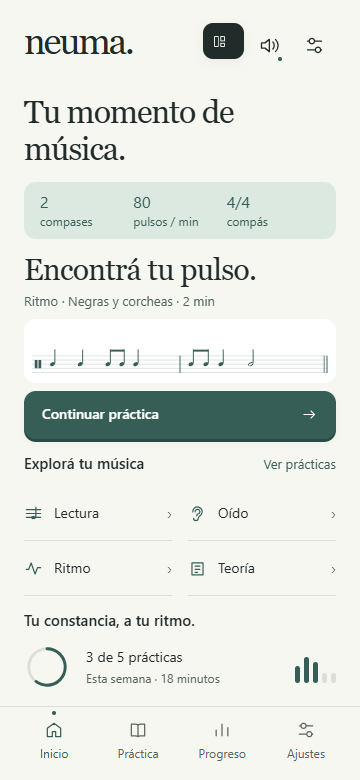 neuma.
Tu momento de
música.
2
80
4/4
compases
pulsos / min
compás
Encontrá tu pulso.
Ritmo · Negras y corcheas · 2 min
Continuar práctica →
Explorá tu música
Ver prácticas
Lectura ›
Oído ›
Ritmo ›
Teoría ›
Tu constancia, a tu ritmo.
3 de 5 prácticas
Esta semana · 18 minutos
Inicio
Práctica
Progreso
Ajustes